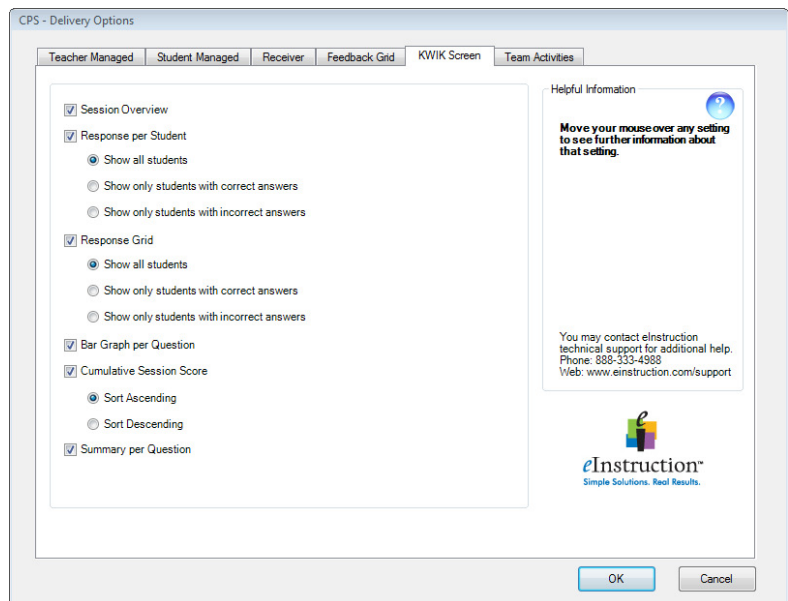 CPS - Delivery Options
Teacher Managed
Student Managed
Receiver
Feedback Grid
KWIK Screen
Team Activities
Session Overview
Response per Student
Show all students
Show only students with correct answers
Show only students with incorrect answers
Response Grid
Show all students
Show only students with correct answers
Show only students with incorrect answers
Bar Graph per Question
Cumulative Session Score
Sort Ascending
Sort Descending
Summary per Question
Helpful Information
?
Move your mouse over any setting
to see further information about
that setting.
You may contact eInstruction
technical support for additional help.
Phone: 888-333-4988
Web: www.einstruction.com/support
e
eInstruction™
Simple Solutions. Real Results.
OK
Cancel